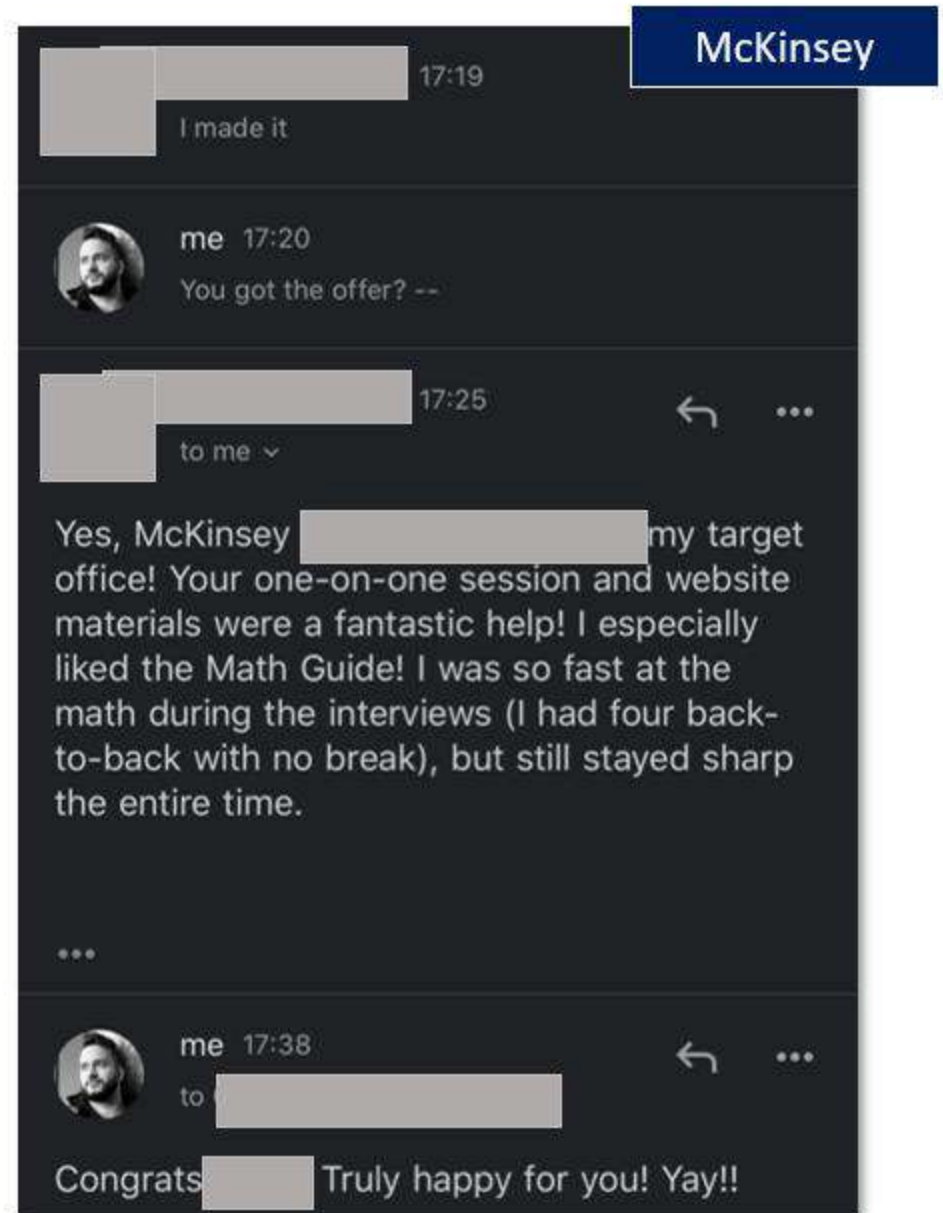 McKinsey
17:19
I made it
me 17:20
You got the offer? --
17:25
to me
Yes, McKinsey my target
office! Your one-on-one session and website
materials were a fantastic help! I especially
liked the Math Guide! I was so fast at the
math during the interviews (I had four back-
to-back with no break), but still stayed sharp
the entire time.
me 17:38
to
Congrats Truly happy for you! Yay!!